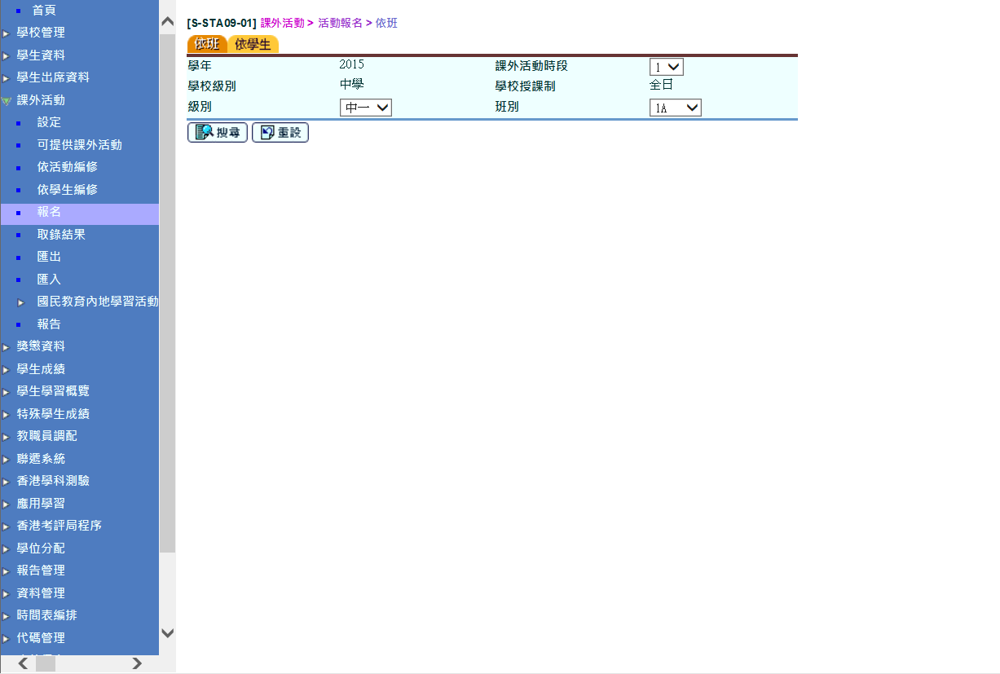 首頁
學校管理
學生資料
學生出席資料
課外活動
設定
可提供課外活動
依活動編修
依學生編修
報名
取錄結果
匯出
匯入
國民教育內地學習活動
報告
獎懲資料
學生成績
學生學習概覽
特殊學生成績
教職員調配
聯遞系統
香港學科測驗
應用學習
香港考評局程序
學位分配
報告管理
資料管理
時間表編排
代碼管理
[S-STA09-01] 課外活動 > 活動報名 > 依班
依班 依學生
學年 2015 課外活動時段 1
學校級別 中學 學校授課制 全日
級別 中一 班別 1A
搜尋 重設